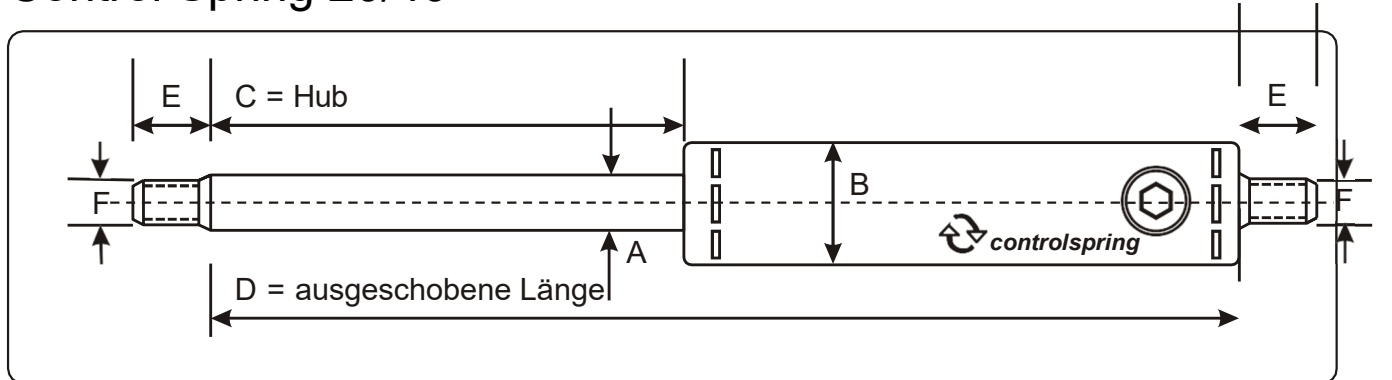 E
C = Hub
E
F
B
F
controlspring
A
D = ausgeschobene Länge